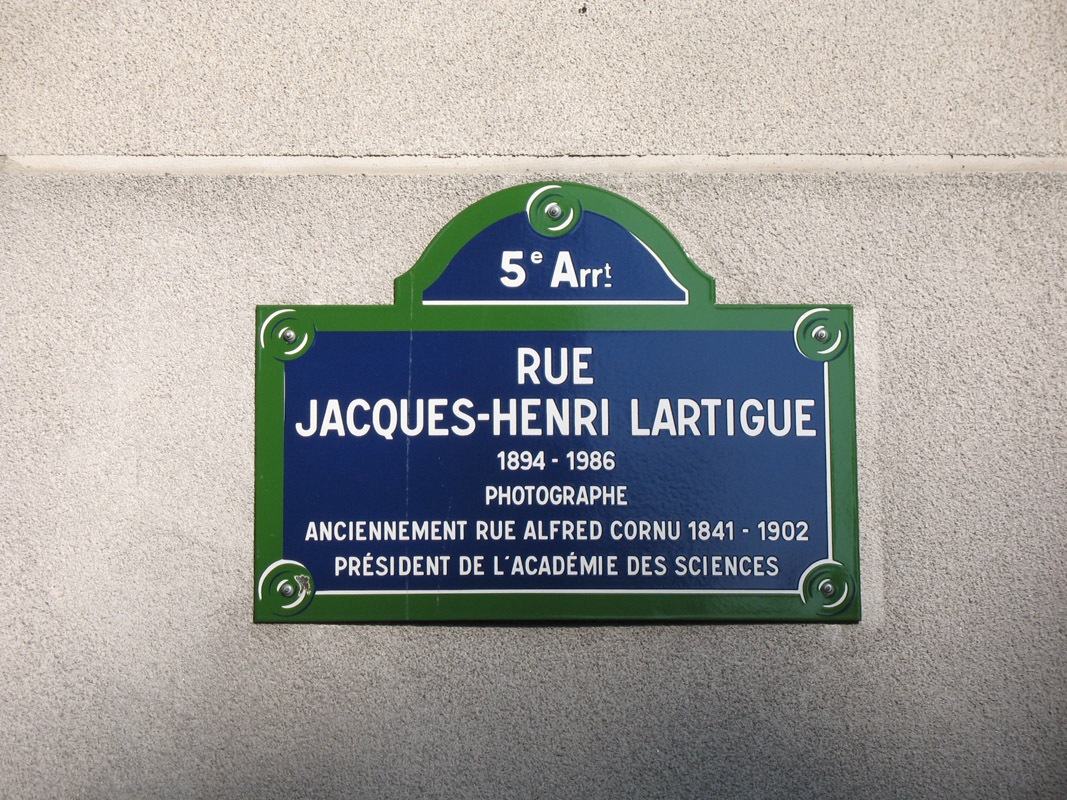 5e Arrt
RUE
JACQUES-HENRI LARTIGUE
1894 - 1986
PHOTOGRAPHE
ANCIENNEMENT RUE ALFRED CORNU 1841 - 1902
PRÉSIDENT DE L'ACADÉMIE DES SCIENCES